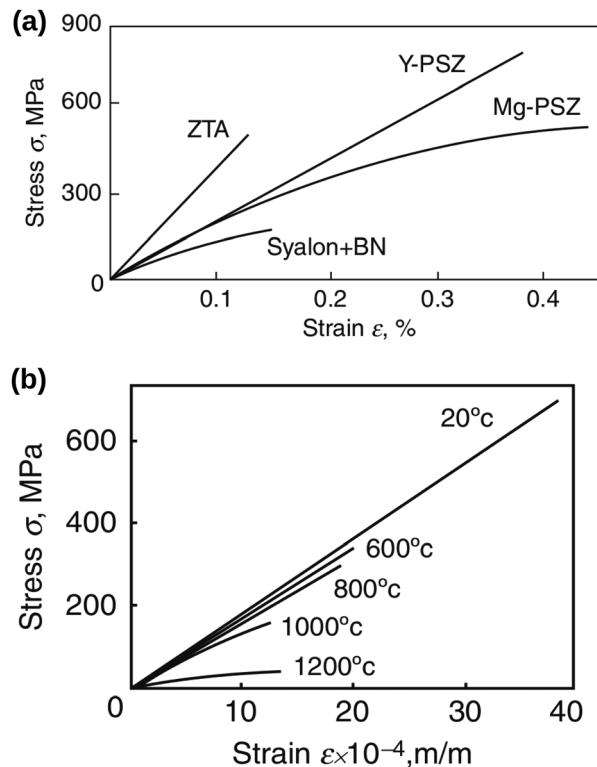 (a)
900
600
300
0
Stress σ, MPa
ZTA
Y-PSZ
Mg-PSZ
Syalon+BN
0.1 0.2 0.3 0.4
Strain ε, %
(b)
600
400
200
0
Stress σ, MPa
20°c
600°c
800°c
1000°c
1200°c
10 20 30 40
Strain ε×10⁻⁴,m/m